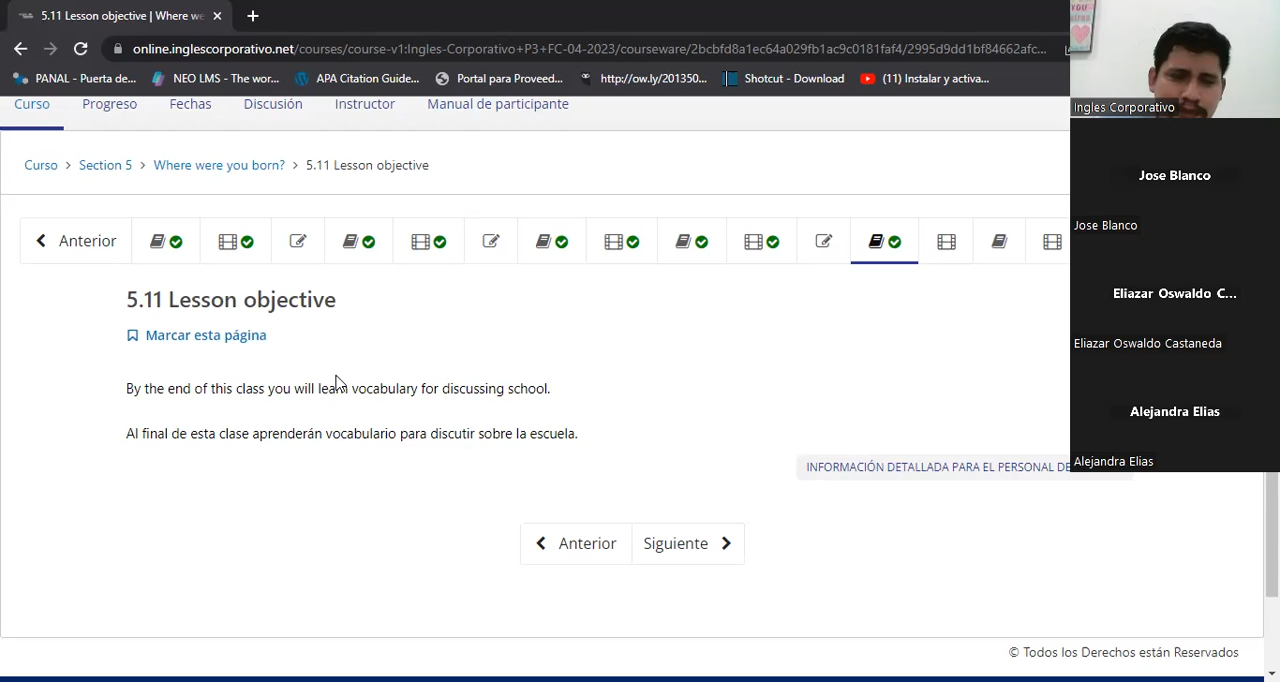 5.11 Lesson objective | Where we
online.inglescorporativo.net/courses/course-v1:Ingles-Corporativo+P3+FC-04-2023/courseware/2bcbfd8a1ec64a029fb1ac9c0181faf4/2995d9dd1bf84662afc...
PANAL - Puerta de... NEO LMS - The wor... APA Citation Guide... Portal para Proveed... http://ow.ly/201350... Shotcut - Download (11) Instalar y activa...
Curso Progreso Fechas Discusión Instructor Manual de participante
Curso > Section 5 > Where were you born? > 5.11 Lesson objective
Anterior
5.11 Lesson objective
Marcar esta página
By the end of this class you will learn vocabulary for discussing school.
Al final de esta clase aprenderán vocabulario para discutir sobre la escuela.
INFORMACIÓN DETALLADA PARA EL PERSONAL DE
Anterior Siguiente
© Todos los Derechos están Reservados
YOU
Ingles Corporativo
Jose Blanco
Jose Blanco
Eliazar Oswaldo C...
Eliazar Oswaldo Castaneda
Alejandra Elias
Alejandra Elias